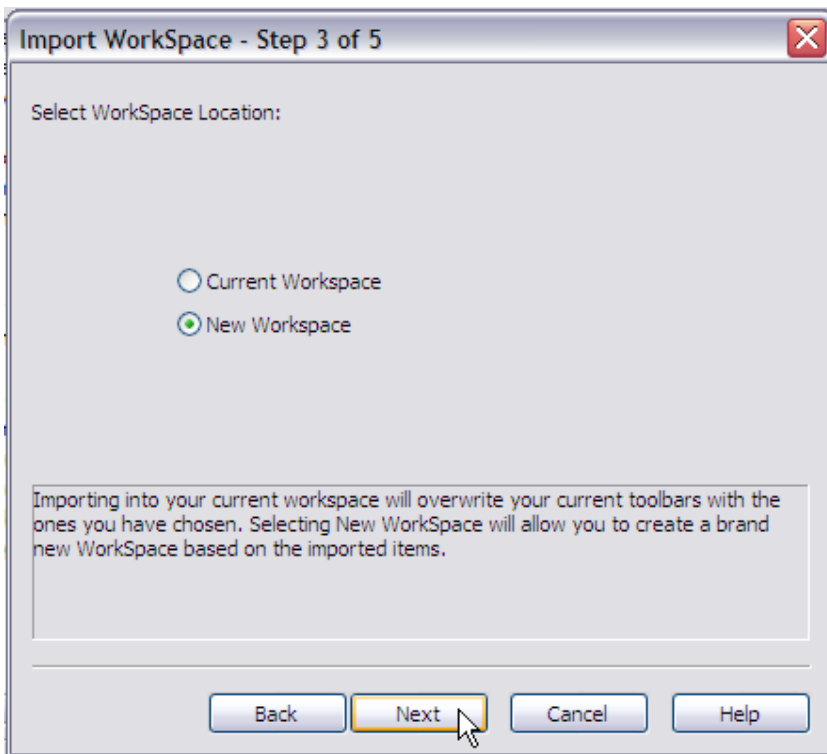 Import WorkSpace - Step 3 of 5
Select WorkSpace Location:
Current Workspace
New Workspace
Importing into your current workspace will overwrite your current toolbars with the
ones you have chosen. Selecting New WorkSpace will allow you to create a brand
new WorkSpace based on the imported items.
Back Next Cancel Help